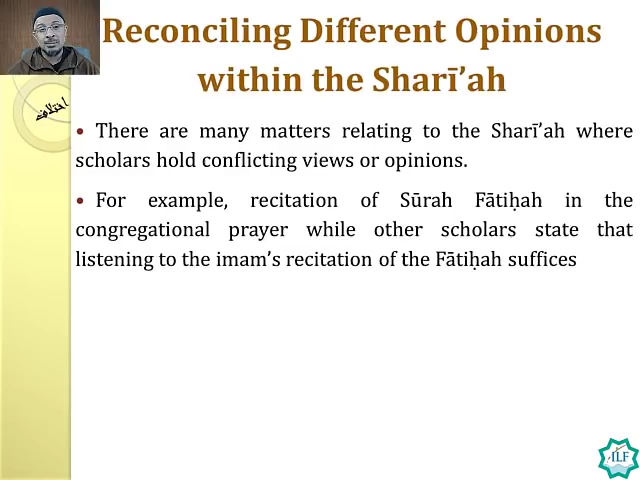 Reconciling Different Opinions
within the Sharī’ah
اختلاف
• There are many matters relating to the Sharī’ah where
scholars hold conflicting views or opinions.
• For example, recitation of Sūrah Fātiḥah in the
congregational prayer while other scholars state that
listening to the imam’s recitation of the Fātiḥah suffices
ILF